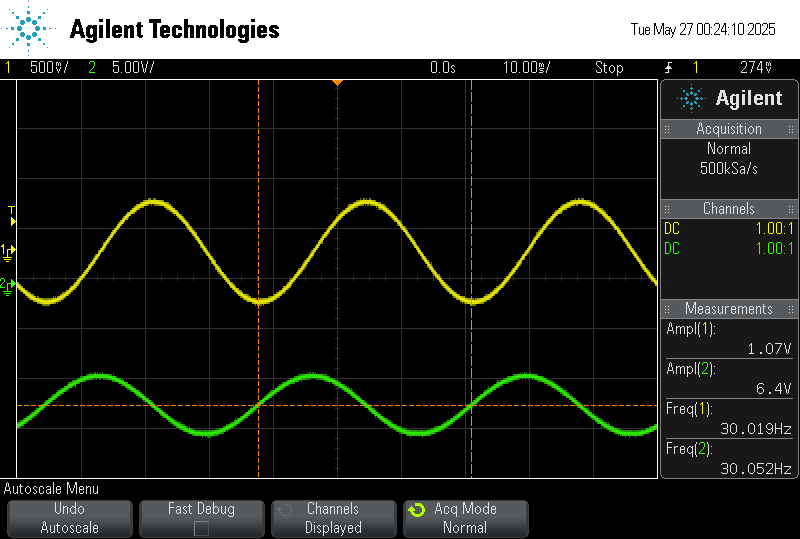 Agilent Technologies
Tue May 27 00:24:10 2025
1 500mV/ 2 5.00V/ 0.0s 10.00ms/ Stop 1 274mV
Agilent
Acquisition
Normal
500kSa/s
Channels
DC 1.00:1
DC 1.00:1
Measurements
Ampl(1):
1.07V
Ampl(2):
6.4V
Freq(1):
30.019Hz
Freq(2):
30.052Hz
T
1
2
Autoscale Menu
Undo
Autoscale
Fast Debug
Channels
Displayed
Acq Mode
Normal